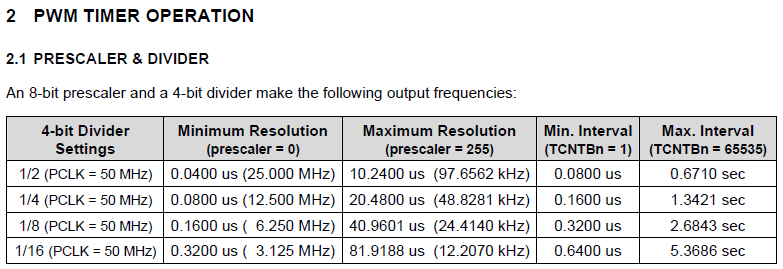 2 PWM TIMER OPERATION
2.1 PRESCALER & DIVIDER
An 8-bit prescaler and a 4-bit divider make the following output frequencies:
4-bit Divider Settings | Minimum Resolution (prescaler = 0) | Maximum Resolution (prescaler = 255) | Min. Interval (TCNTBn = 1) | Max. Interval (TCNTBn = 65535)
1/2 (PCLK = 50 MHz) | 0.0400 us (25.000 MHz) | 10.2400 us (97.6562 kHz) | 0.0800 us | 0.6710 sec
1/4 (PCLK = 50 MHz) | 0.0800 us (12.500 MHz) | 20.4800 us (48.8281 kHz) | 0.1600 us | 1.3421 sec
1/8 (PCLK = 50 MHz) | 0.1600 us ( 6.250 MHz) | 40.9601 us (24.4140 kHz) | 0.3200 us | 2.6843 sec
1/16 (PCLK = 50 MHz) | 0.3200 us ( 3.125 MHz) | 81.9188 us (12.2070 kHz) | 0.6400 us | 5.3686 sec